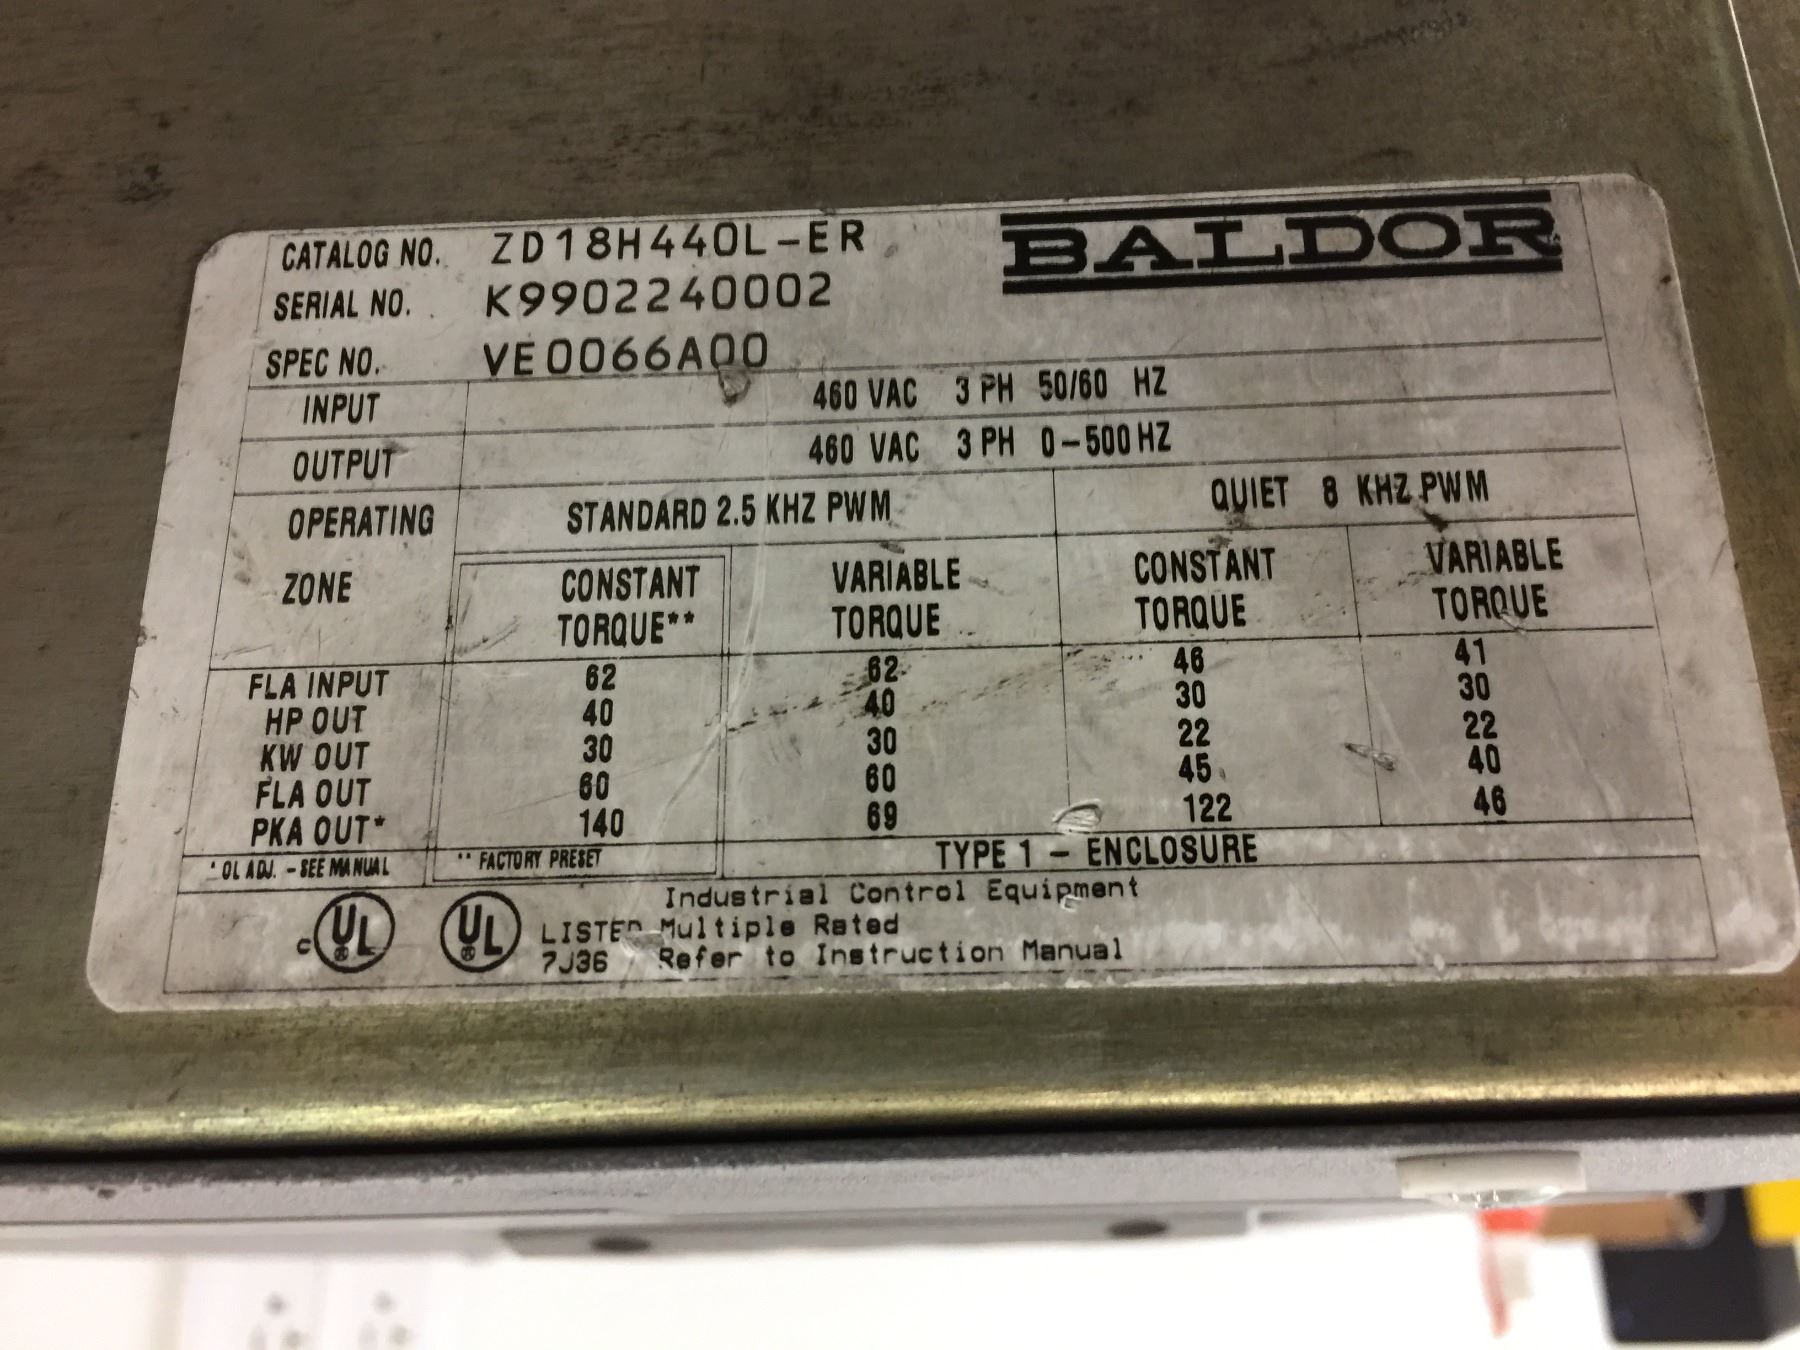 CATALOG NO. ZD18H440L-ER
BALDOR
SERIAL NO. K9902240002
SPEC NO. VE0066A00
INPUT 460 VAC 3 PH 50/60 HZ
OUTPUT 460 VAC 3 PH 0-500 HZ
OPERATING STANDARD 2.5 KHZ PWM QUIET 8 KHZ PWM
ZONE CONSTANT VARIABLE CONSTANT VARIABLE
TORQUE** TORQUE TORQUE TORQUE
FLA INPUT 62 62 46 41
HP OUT 40 40 30 30
KW OUT 30 30 22 22
FLA OUT 60 60 45 40
PKA OUT* 140 69 122 46
* OL ADJ. - SEE MANUAL ** FACTORY PRESET TYPE 1 - ENCLOSURE
Industrial Control Equipment
c UL UL LISTED Multiple Rated
7J36 Refer to Instruction Manual